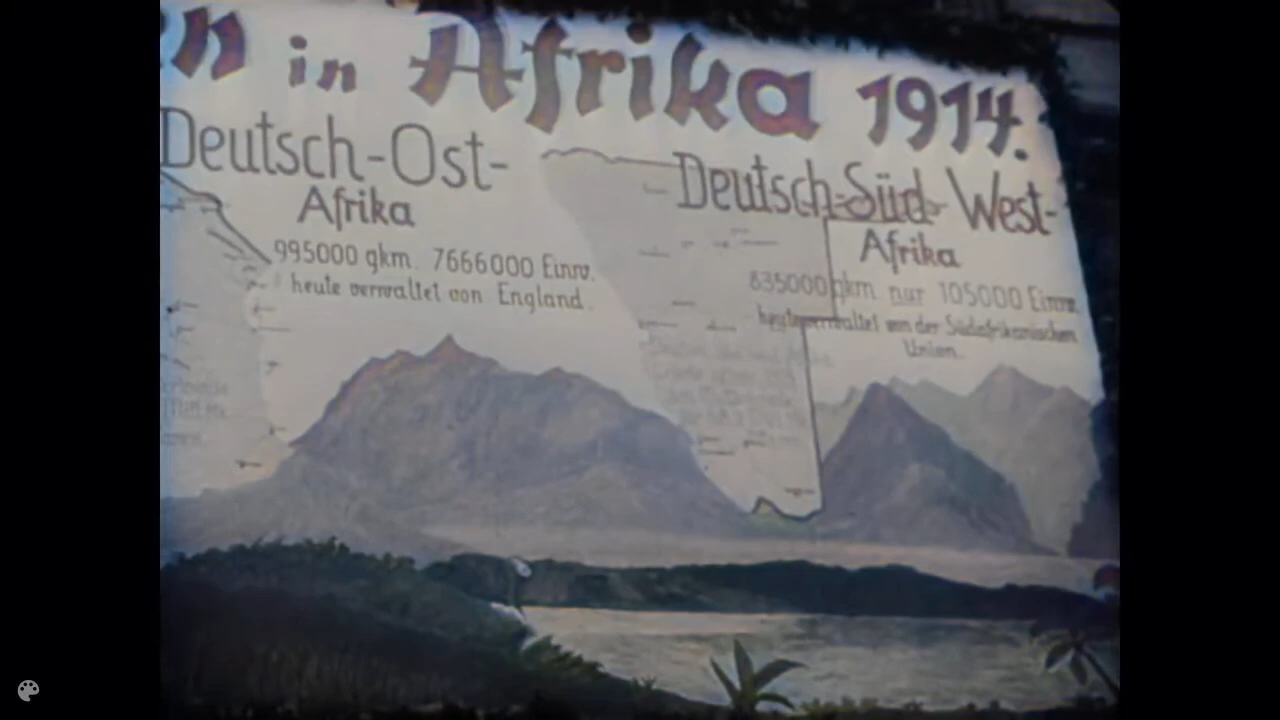 n in Afrika 1914.
Deutsch-Ost-
Afrika
995000 qkm. 7666000 Einw.
heute verwaltet von England.
Deutsch-Süd-West-
Afrika
835000 qkm nur 105000 Einw.
heute verwaltet von der Südafrikanischen
Union.